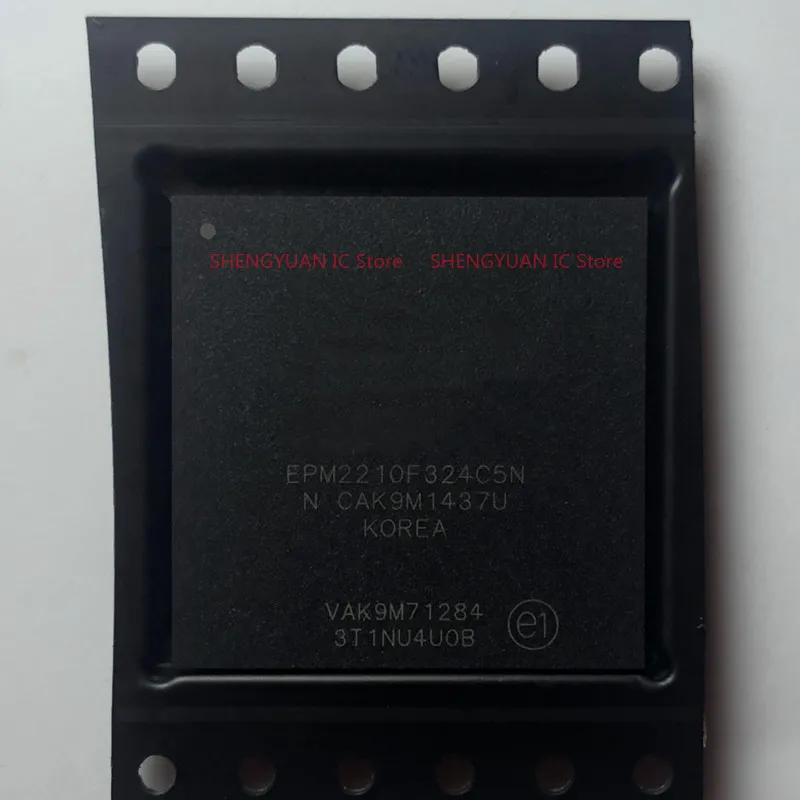 SHENGYUAN IC Store SHENGYUAN IC Store
EPM2210F324C5N
N CAK9M1437U
KOREA
VAK9M71284
3T1NU4U0B
e1